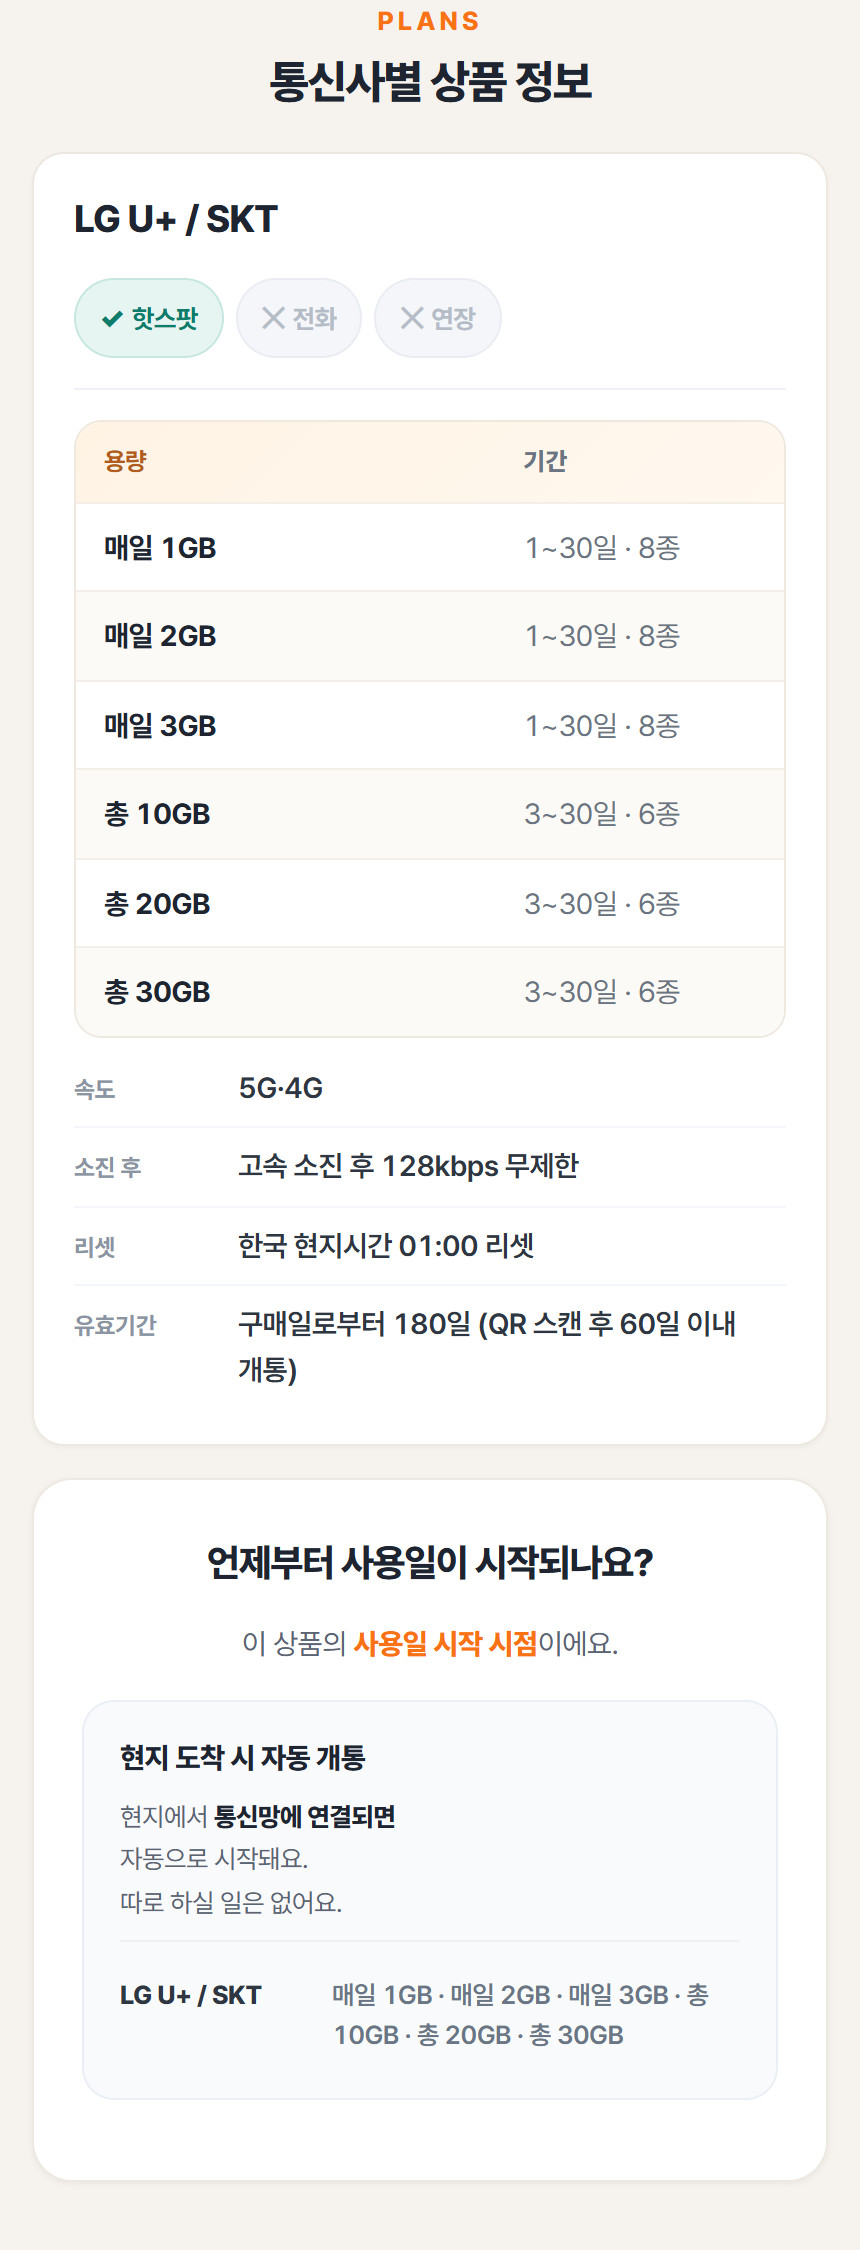 PLANS
통신사별 상품 정보
LG U+ / SKT
✓ 핫스팟 ✕ 전화 ✕ 연장
용량 기간
매일 1GB 1~30일 · 8종
매일 2GB 1~30일 · 8종
매일 3GB 1~30일 · 8종
총 10GB 3~30일 · 6종
총 20GB 3~30일 · 6종
총 30GB 3~30일 · 6종
속도 5G·4G
소진 후 고속 소진 후 128kbps 무제한
리셋 한국 현지시간 01:00 리셋
유효기간 구매일로부터 180일 (QR 스캔 후 60일 이내
개통)
언제부터 사용일이 시작되나요?
이 상품의 사용일 시작 시점이에요.
현지 도착 시 자동 개통
현지에서 통신망에 연결되면
자동으로 시작돼요.
따로 하실 일은 없어요.
LG U+ / SKT 매일 1GB · 매일 2GB · 매일 3GB · 총
10GB · 총 20GB · 총 30GB